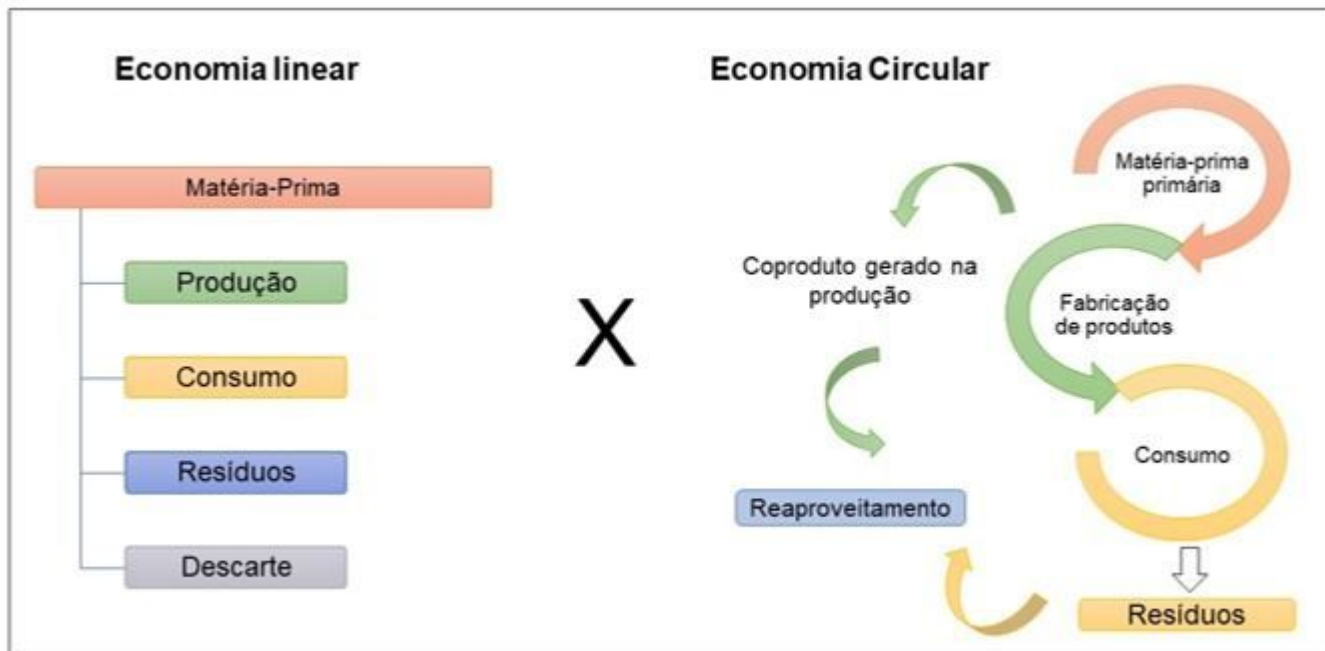 Economia linear
Matéria-Prima
Produção
Consumo
Resíduos
Descarte
X
Economia Circular
Matéria-prima
primária
Coproduto gerado na
produção
Fabricação
de produtos
Consumo
Reaproveitamento
Resíduos